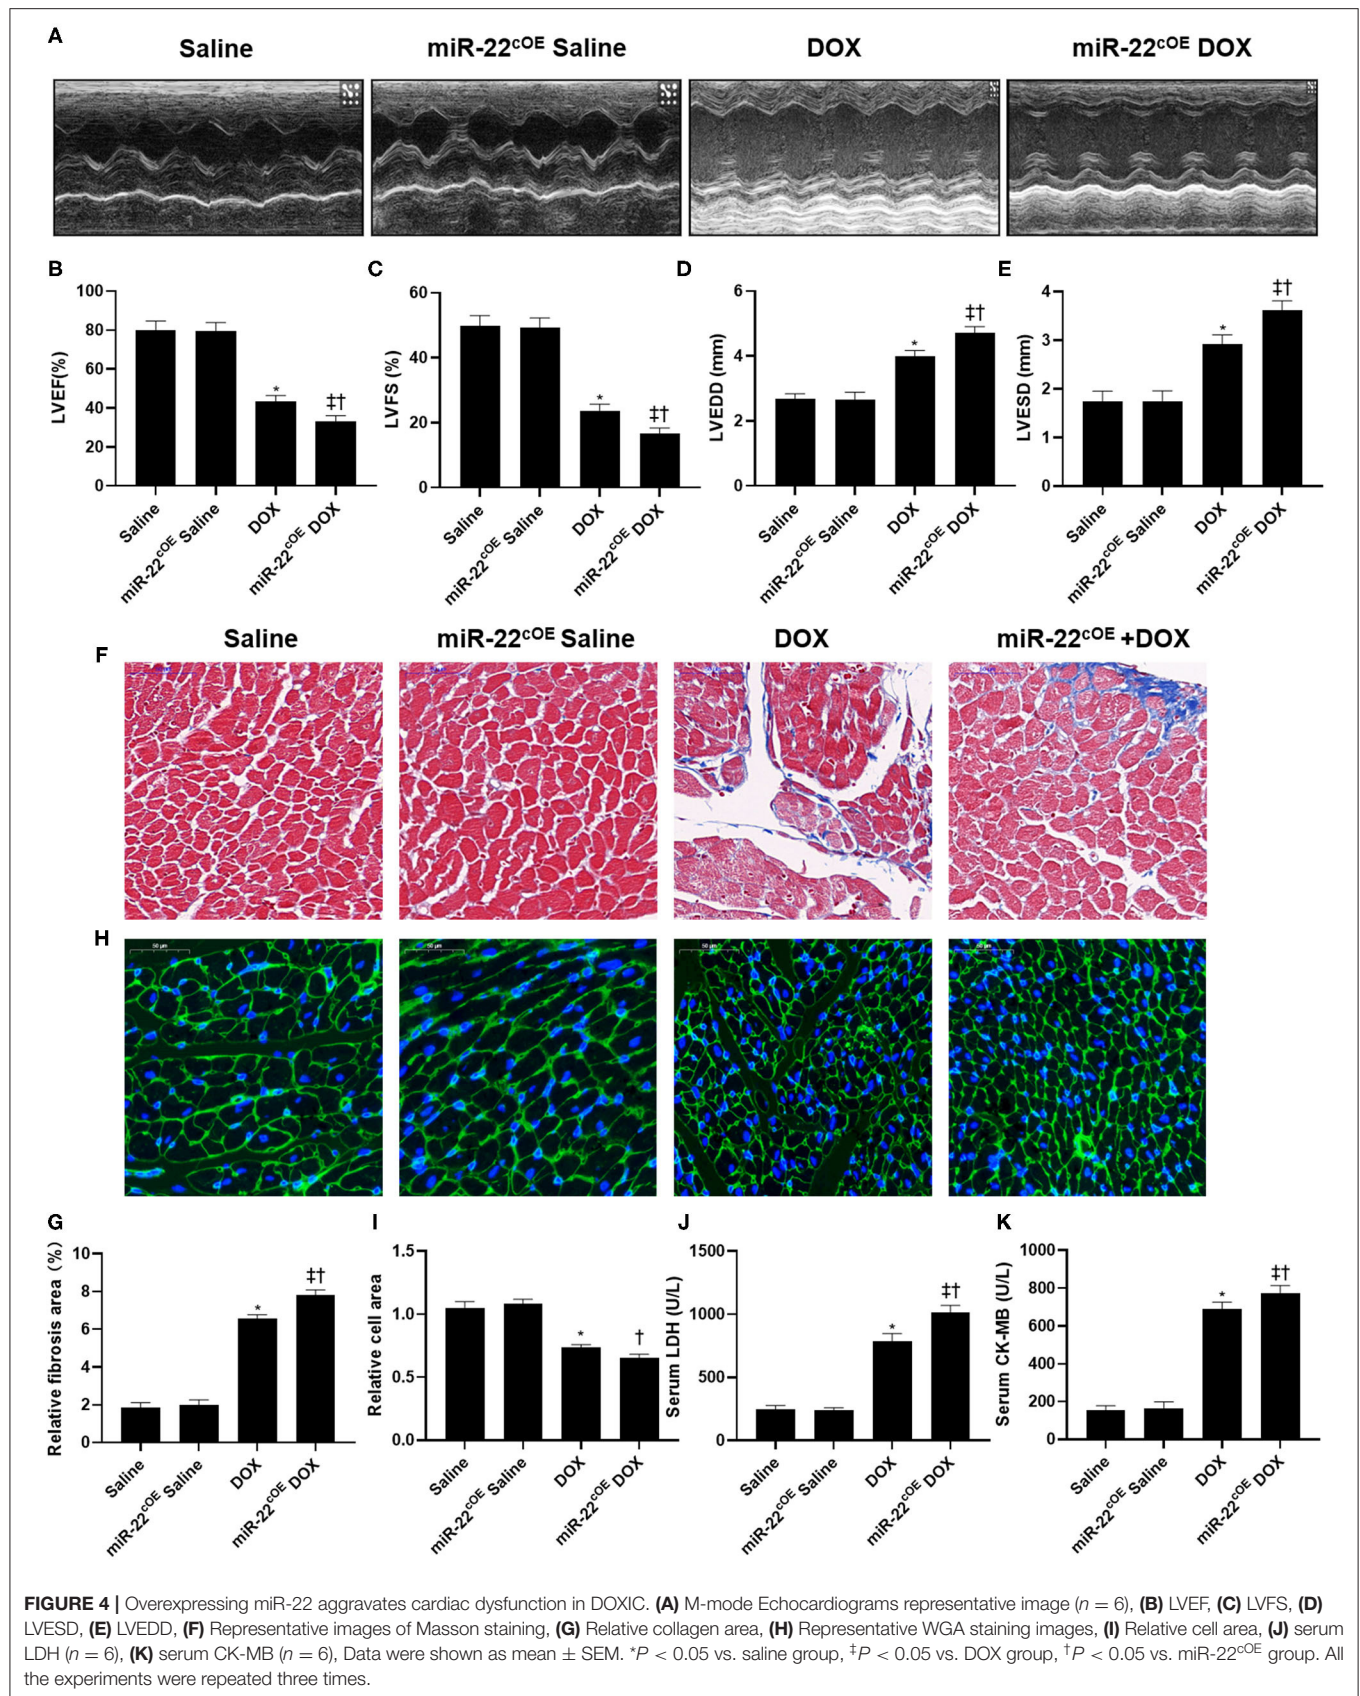 A
Saline miR-22cOE Saline DOX miR-22cOE DOX
B C D E
LVEF(%)
100
80
60
40
20
0
* ‡†
Saline miR-22cOE Saline DOX miR-22cOE DOX
LVFS (%)
60
40
20
0
* ‡†
Saline miR-22cOE Saline DOX miR-22cOE DOX
LVEDD (mm)
6
4
2
0
* ‡†
Saline miR-22cOE Saline DOX miR-22cOE DOX
LVESD (mm)
4
3
2
1
0
* ‡†
Saline miR-22cOE Saline DOX miR-22cOE DOX
Saline miR-22cOE Saline DOX miR-22cOE +DOX
F
H
50 µm 50 µm 50 µm 50 µm
G I J K
Relative fibrosis area (%)
10
8
6
4
2
0
* ‡†
Saline miR-22cOE Saline DOX miR-22cOE DOX
Relative cell area
1.5
1.0
0.5
0.0
* †
Saline miR-22cOE Saline DOX miR-22cOE DOX
Serum LDH (U/L)
1500
1000
500
0
* ‡†
Saline miR-22cOE Saline DOX miR-22cOE DOX
Serum CK-MB (U/L)
1000
800
600
400
200
0
* ‡†
Saline miR-22cOE Saline DOX miR-22cOE DOX
FIGURE 4 | Overexpressing miR-22 aggravates cardiac dysfunction in DOXIC. (A) M-mode Echocardiograms representative image (n = 6), (B) LVEF, (C) LVFS, (D)
LVESD, (E) LVEDD, (F) Representative images of Masson staining, (G) Relative collagen area, (H) Representative WGA staining images, (I) Relative cell area, (J) serum
LDH (n = 6), (K) serum CK-MB (n = 6), Data were shown as mean ± SEM. *P < 0.05 vs. saline group, ‡P < 0.05 vs. DOX group, †P < 0.05 vs. miR-22cOE group. All
the experiments were repeated three times.